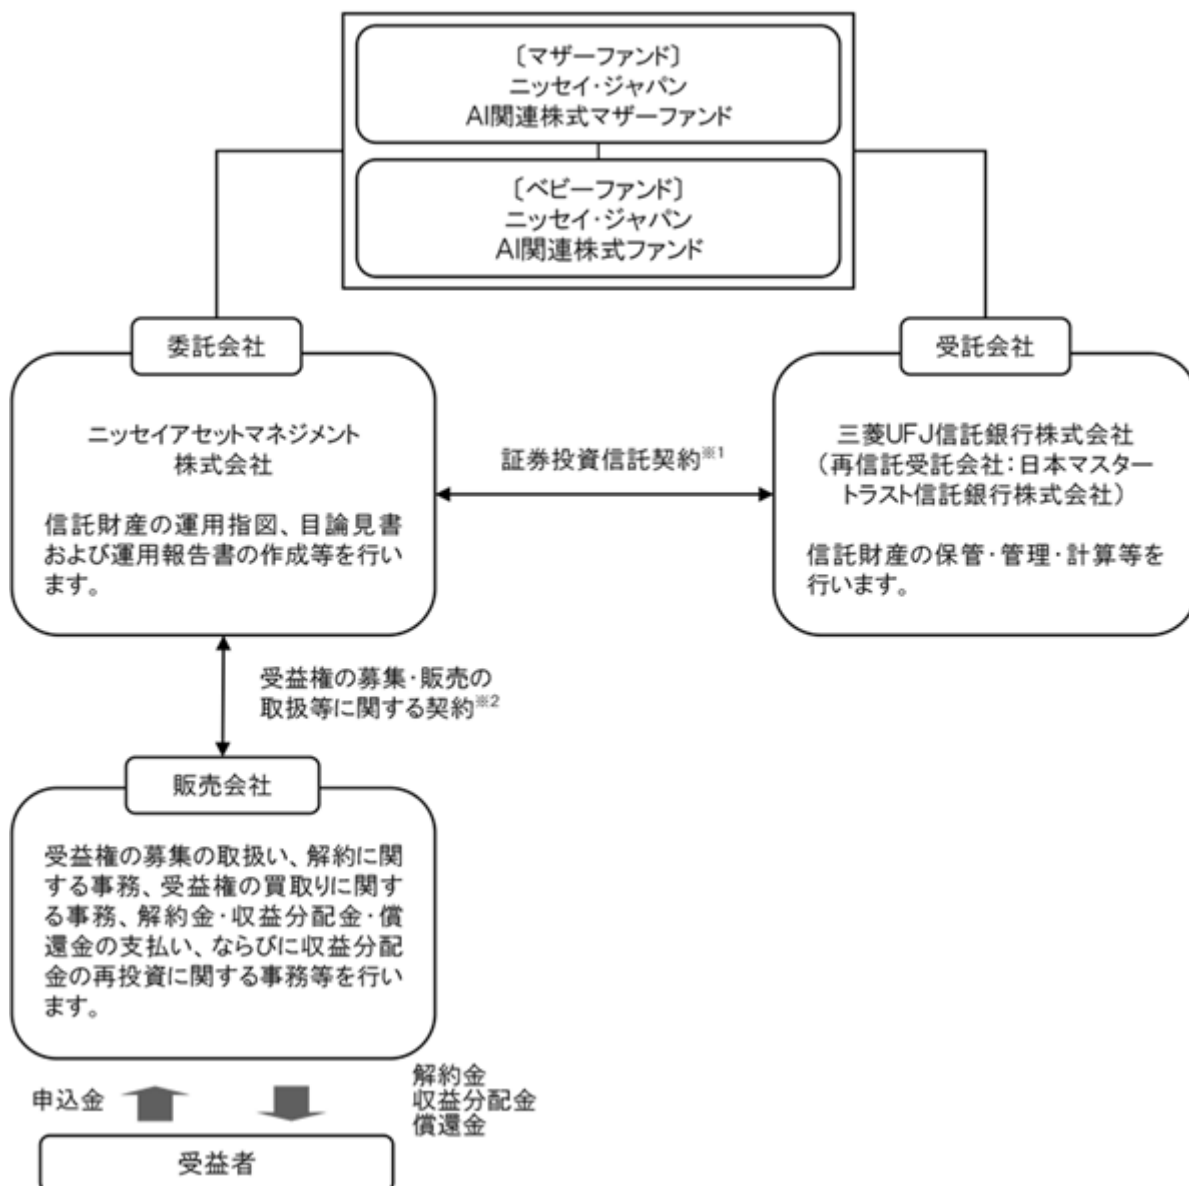 〔マザーファンド〕
ニッセイ・ジャパン
AI関連株式マザーファンド
〔ベビーファンド〕
ニッセイ・ジャパン
AI関連株式ファンド
委託会社
ニッセイアセットマネジメント
株式会社
信託財産の運用指図、目論見書
および運用報告書の作成等を行い
ます。
証券投資信託契約※1
受託会社
三菱UFJ信託銀行株式会社
（再信託受託会社：日本マスター
トラスト信託銀行株式会社）
信託財産の保管・管理・計算等を
行います。
受益権の募集・販売の
取扱等に関する契約※2
販売会社
受益権の募集の取扱い、解約に関
する事務、受益権の買取りに関す
る事務、解約金・収益分配金・償
還金の支払い、ならびに収益分配
金の再投資に関する事務等を行い
ます。
申込金
解約金
収益分配金
償還金
受益者